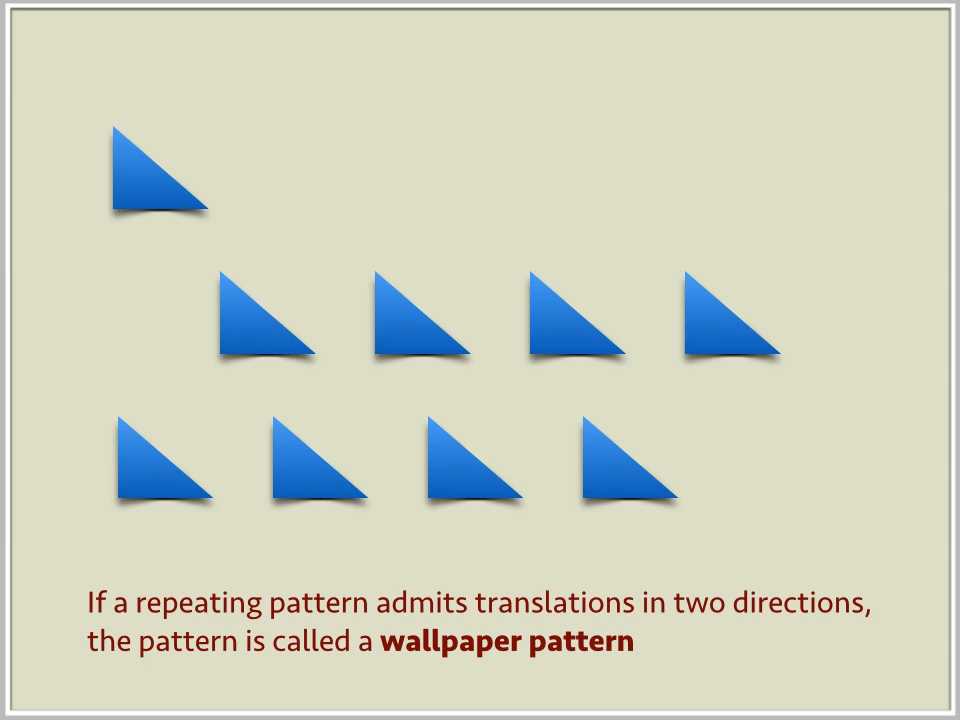 If a repeating pattern admits translations in two directions,
the pattern is called a wallpaper pattern